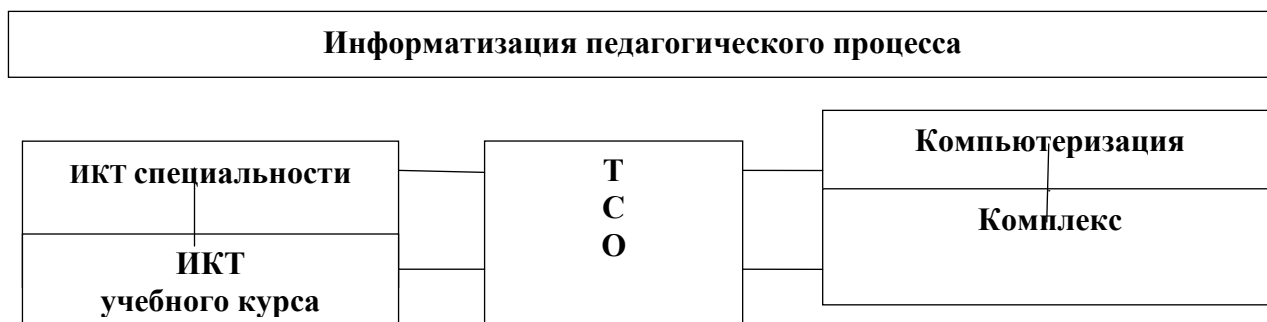 Информатизация педагогического процесса
ИКТ специальности
ИКТ
учебного курса
Т
С
О
Компьютеризация
Комплекс